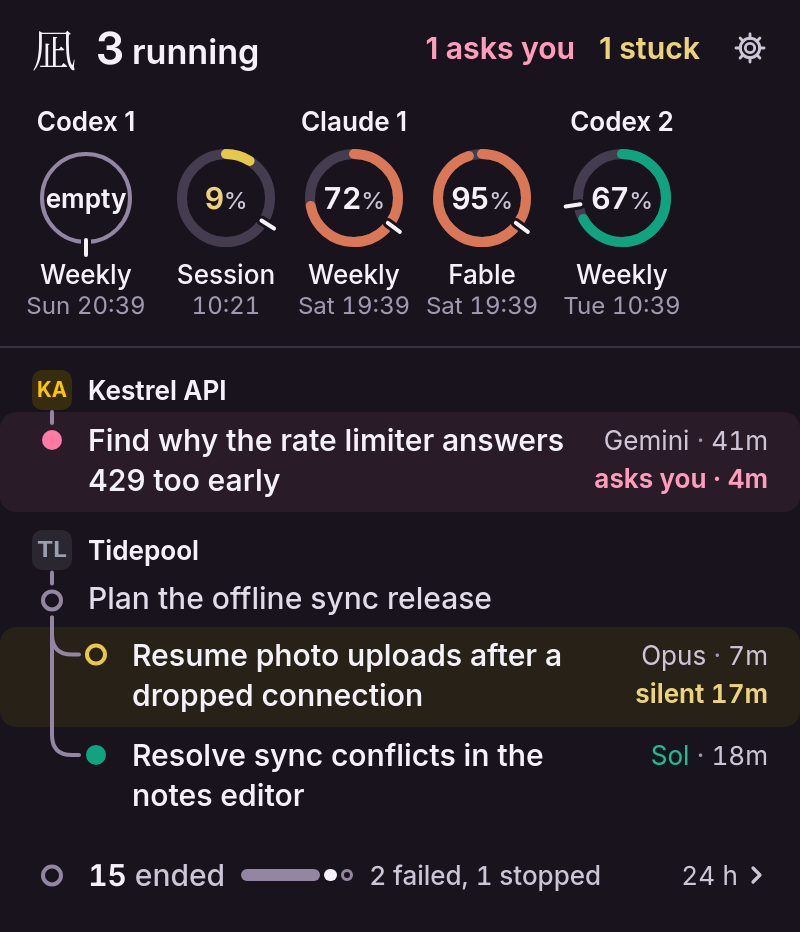 凪 3 running 1 asks you 1 stuck
Codex 1 Claude 1 Codex 2
empty 9% 72% 95% 67%
Weekly Session Weekly Fable Weekly
Sun 20:39 10:21 Sat 19:39 Sat 19:39 Tue 10:39
KA Kestrel API
Find why the rate limiter answers Gemini · 41m
429 too early asks you · 4m
TL Tidepool
Plan the offline sync release
Resume photo uploads after a Opus · 7m
dropped connection silent 17m
Resolve sync conflicts in the Sol · 18m
notes editor
15 ended 2 failed, 1 stopped 24 h